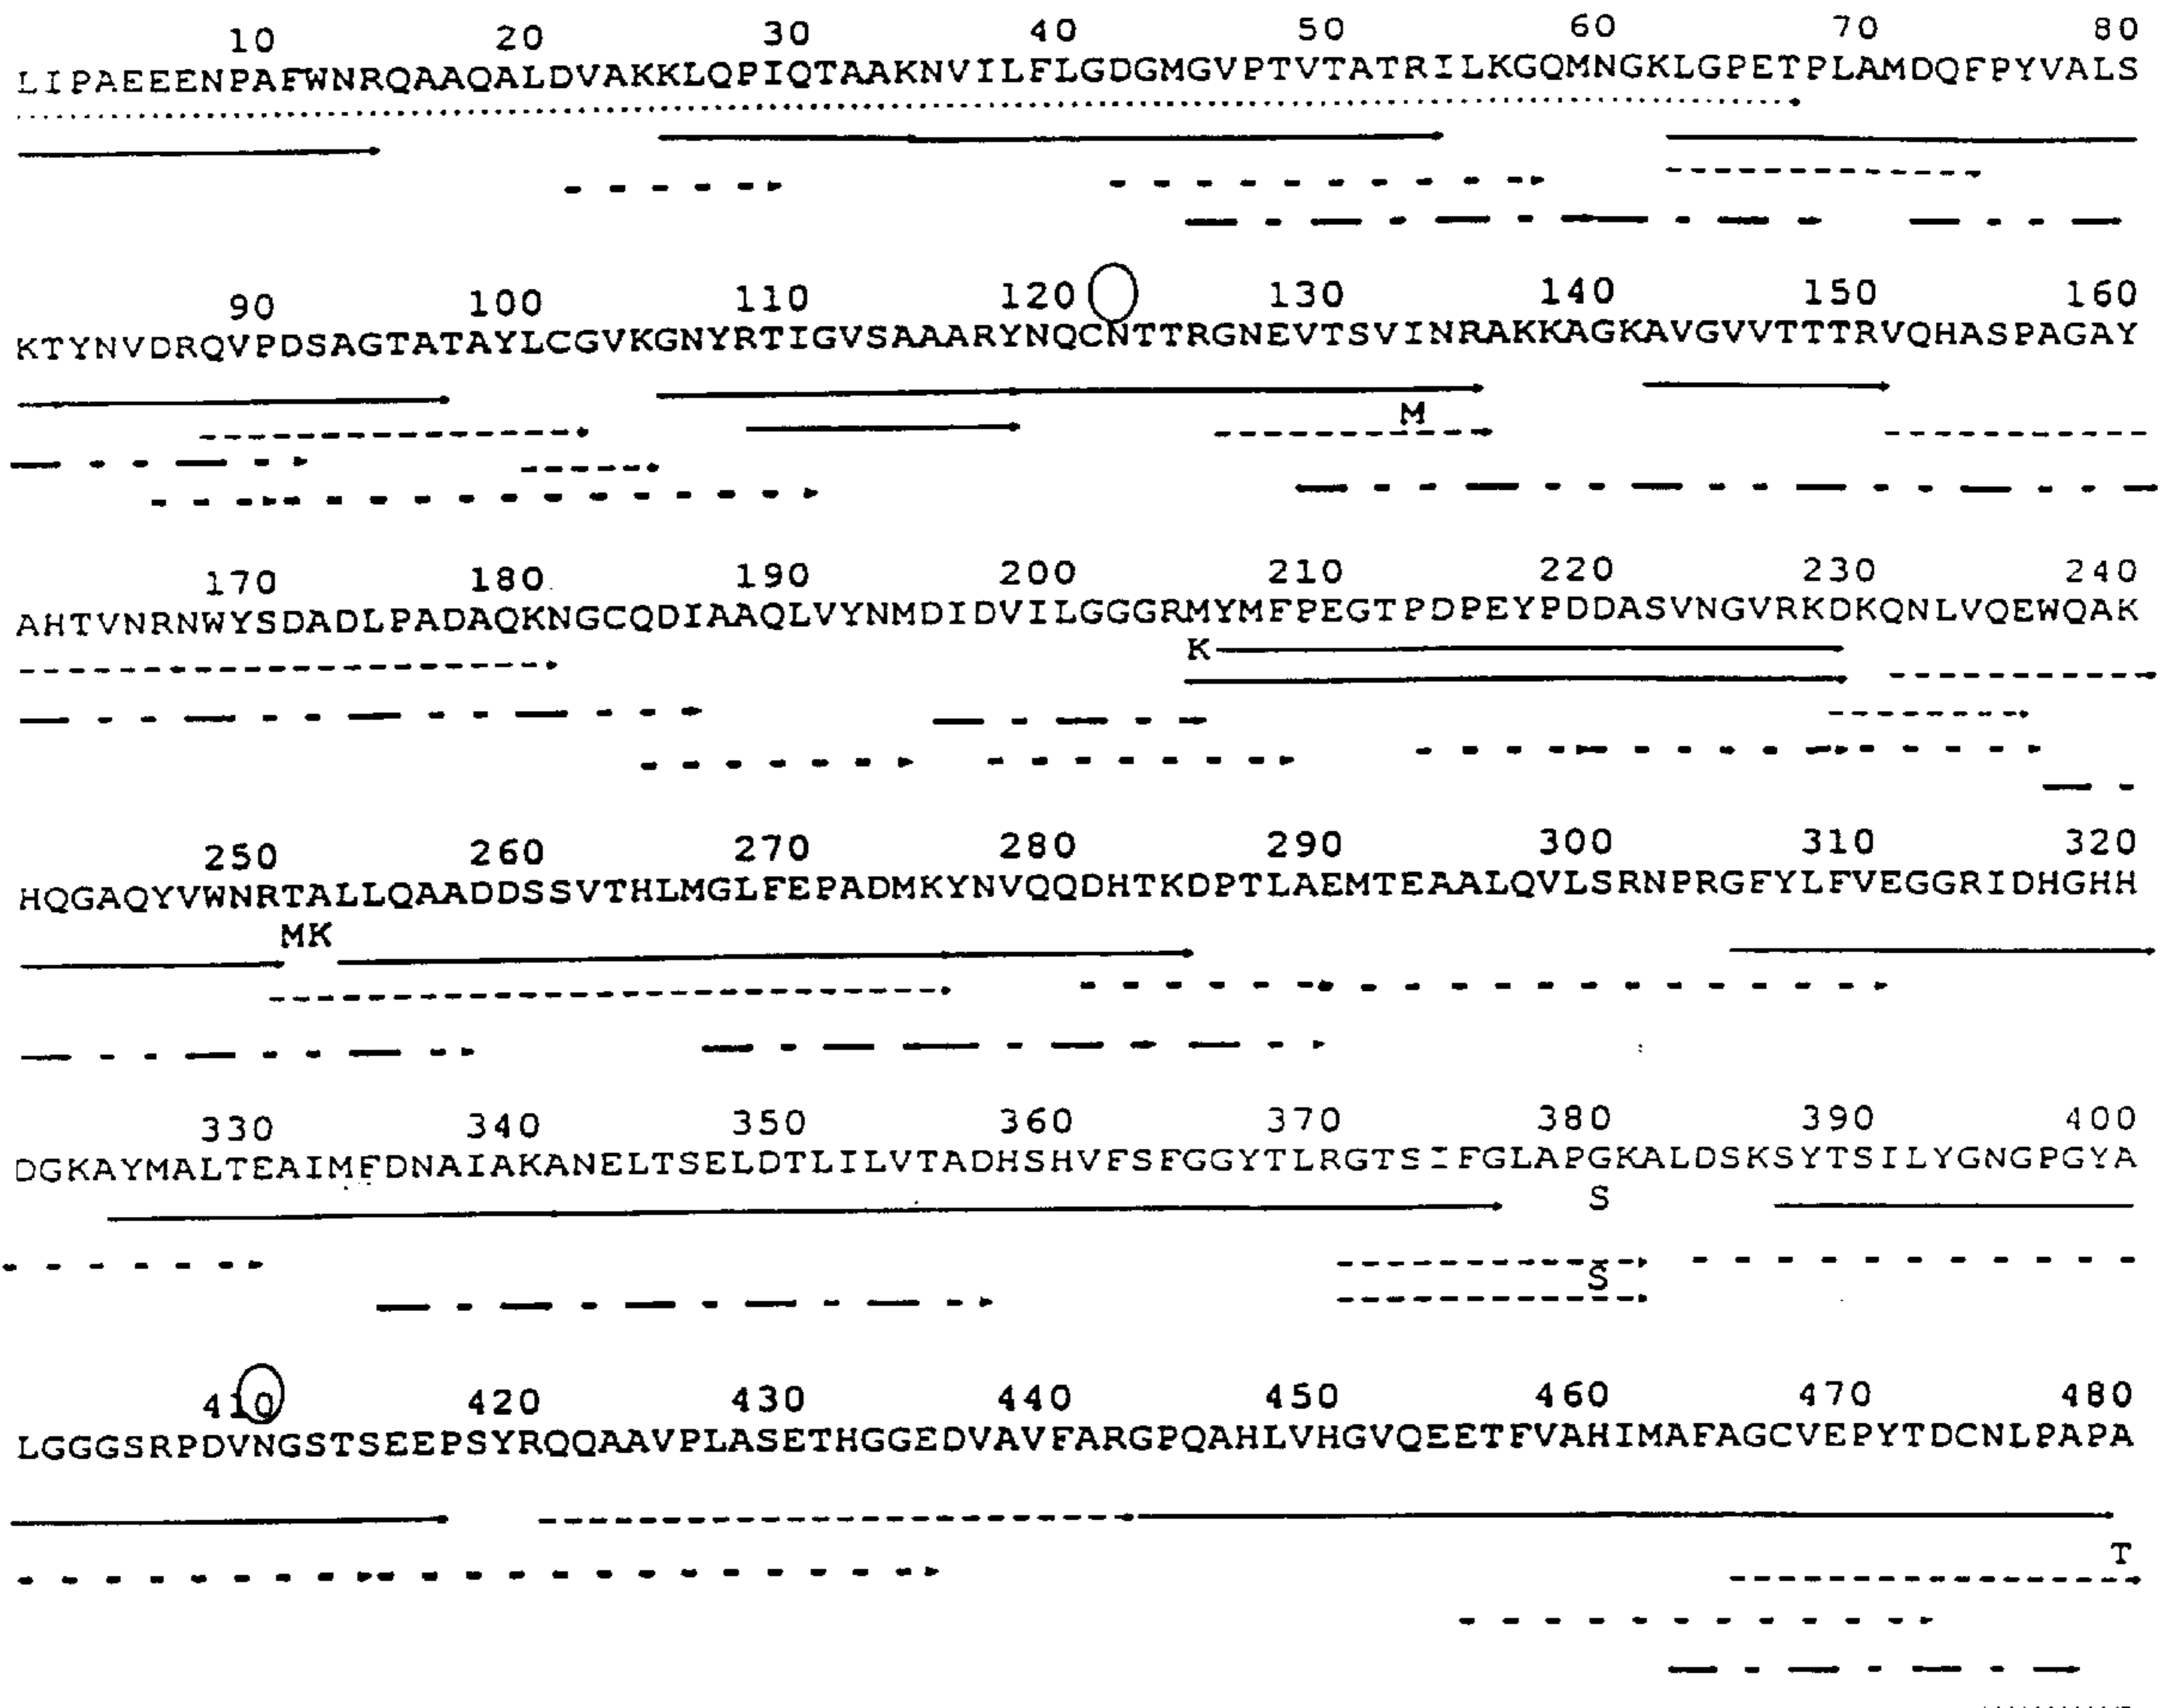 10 20 30 40 50 60 70 80
LIPAEEENPAFWNRQAAQALDVAKKLQPIQTAAKNVILFLGDGMGVPTVTATRILKGQMNGKLGPETPLAMDQFPYVALS
90 100 110 120 130 140 150 160
KTYNVDRQVPDSAGTATAYLCGVKGNYRTIGVSAAARYNQCNTTRGNEVTSVINRAKKAGKAVGVVTTTRVQHASPAGAY
M
170 180 190 200 210 220 230 240
AHTVNRNWYSDADLPADAQKNGCQDIAAQLVYNMDIDVILGGGRMYMFPEGTPDPEYPDDASVNGVRKDKQNLVQEWQAK
K
250 260 270 280 290 300 310 320
HQGAQYVWNRTALLQAADDSSVTHLMGLFEPADMKYNVQQDHTKDPTLAEMTEAALQVLSRNPRGFYLFVEGGRIDHGHH
MK
330 340 350 360 370 380 390 400
DGKAYMALTEAIMFDNAIAKANELTSELDTLILVTADHSHVFSFGGYTLRGTSIFGLAPGKALDSKSYTSILYGNGPGYA
S
S
410 420 430 440 450 460 470 480
LGGGSRPDVNGSTSEEPSYRQQAAVPLASETHGGEDVAVFARGPQAHLVHGVQEETFVAHIMAFAGCVEPYTDCNLPAPA
T